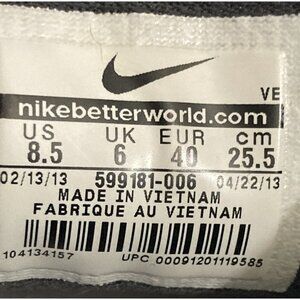 VE
nikebetterworld.com
US UK EUR cm
8.5 6 40 25.5
02/13/13 599181-006 04/22/13
MADE IN VIETNAM
FABRIQUE AU VIETNAM
104134157 UPC 00091201119585